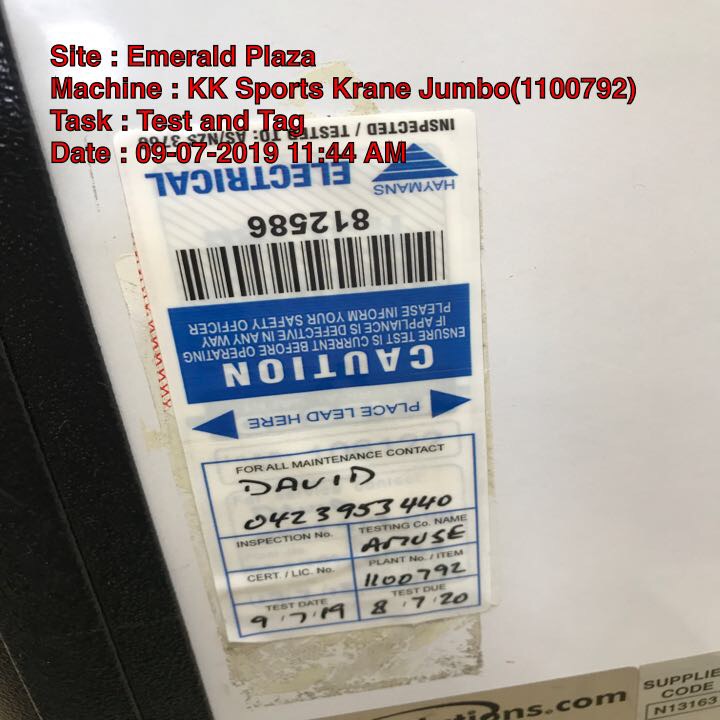 Site : Emerald Plaza
Machine : KK Sports Krane Jumbo(1100792)
Task : Test and Tag
Date : 09-07-2019 11:44 AM
INSPECTED / TESTED TO: AS/NZS 3760
HAYMANS
ELECTRICAL
812586
CAUTION
ENSURE TEST IS CURRENT BEFORE OPERATING
IF APPLIANCE IS DEFECTIVE IN ANY WAY
PLEASE INFORM YOUR SAFETY OFFICER
PLACE LEAD HERE
FOR ALL MAINTENANCE CONTACT
DAVID
0423953440
INSPECTION No.
TESTING Co. NAME
AMUSE
CERT. / LIC. No.
PLANT No. / ITEM
1100792
TEST DATE
9/7/19
TEST DUE
8/7/20
ns.com
SUPPLIE
CODE
N13163